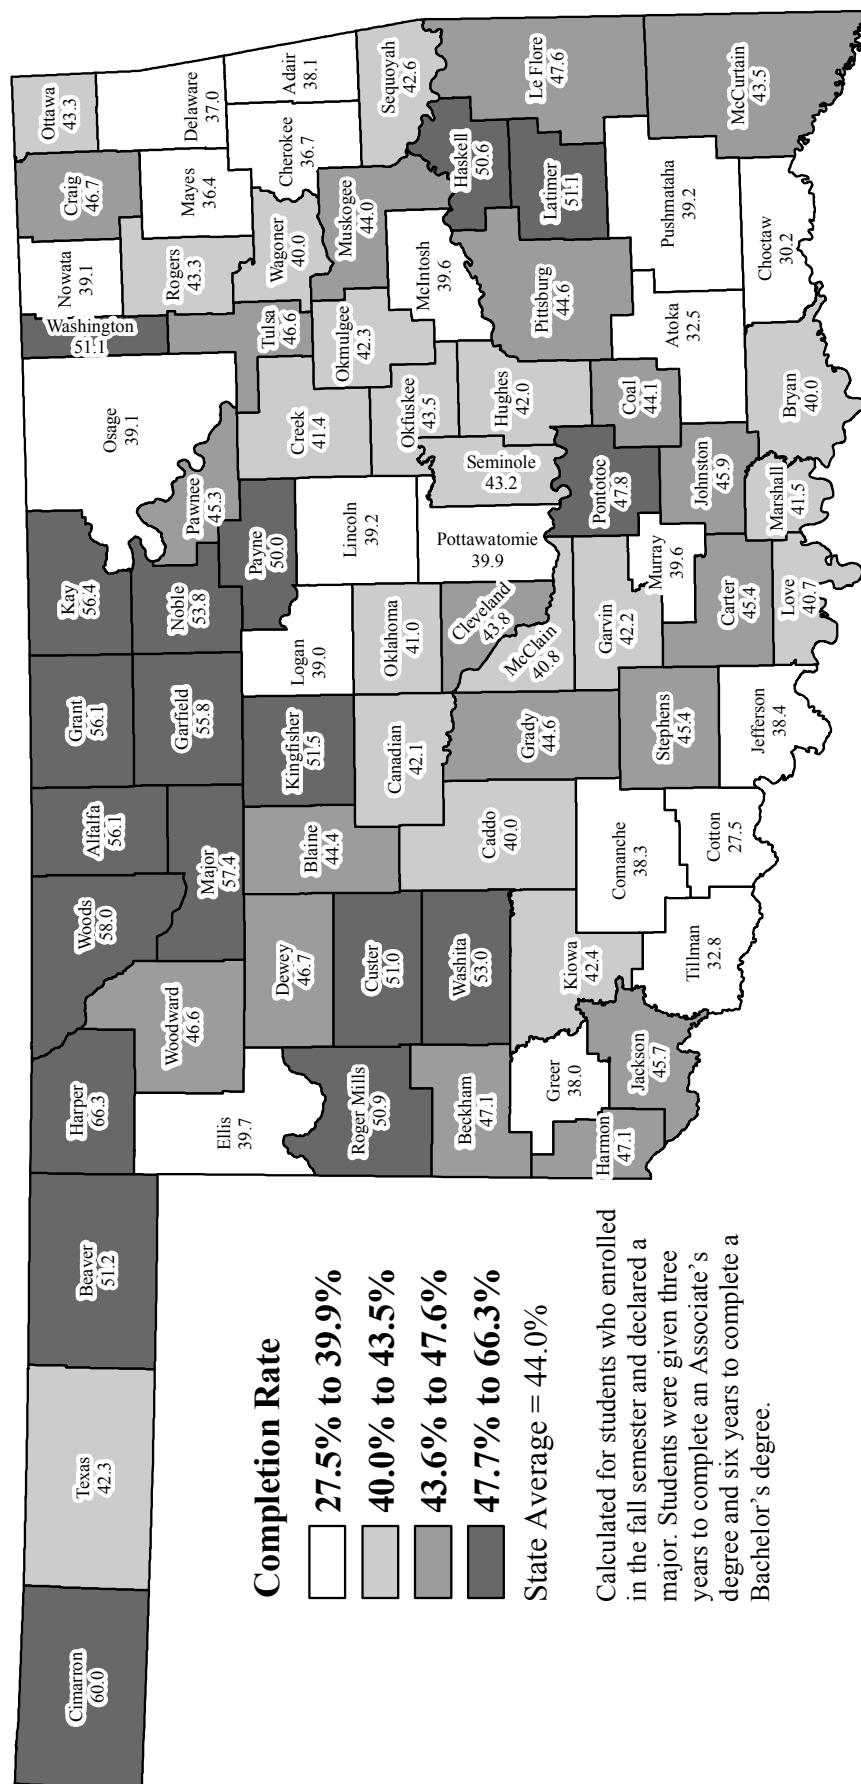 Cimarron
60.0
Texas
42.3
Beaver
51.2
Harper
66.3
Woods
58.0
Alfalfa
56.1
Grant
56.1
Kay
56.4
Osage
39.1
Washington
51.1
Nowata
39.1
Craig
46.7
Ottawa
43.3
Ellis
39.7
Woodward
46.6
Major
57.4
Garfield
55.8
Noble
53.8
Pawnee
45.3
Rogers
43.3
Mayes
36.4
Delaware
37.0
Roger Mills
50.9
Dewey
46.7
Blaine
44.4
Kingfisher
51.5
Logan
39.0
Payne
50.0
Creek
41.4
Tulsa
46.6
Wagoner
40.0
Cherokee
36.7
Adair
38.1
Custer
51.0
Canadian
42.1
Oklahoma
41.0
Lincoln
39.2
Okfuskee
43.5
Okmulgee
42.3
Muskogee
44.0
Sequoyah
42.6
Beckham
47.1
Washita
53.0
Caddo
40.0
Grady
44.6
Cleveland
43.8
McClain
40.8
Pottawatomie
39.9
Seminole
43.2
Hughes
42.0
McIntosh
39.6
Haskell
50.6
Le Flore
47.6
Greer
38.0
Kiowa
42.4
Harmon
47.1
Jackson
45.7
Comanche
38.3
Stephens
45.4
Garvin
42.2
Murray
39.6
Pontotoc
47.8
Coal
44.1
Pittsburg
44.6
Latimer
51.1
Tillman
32.8
Cotton
27.5
Jefferson
38.4
Carter
45.4
Johnston
45.9
Atoka
32.5
Pushmataha
39.2
McCurtain
43.5
Love
40.7
Marshall
41.5
Bryan
40.0
Choctaw
30.2
Completion Rate
27.5% to 39.9%
40.0% to 43.5%
43.6% to 47.6%
47.7% to 66.3%
State Average = 44.0%
Calculated for students who enrolled
in the fall semester and declared a
major. Students were given three
years to complete an Associate's
degree and six years to complete a
Bachelor's degree.